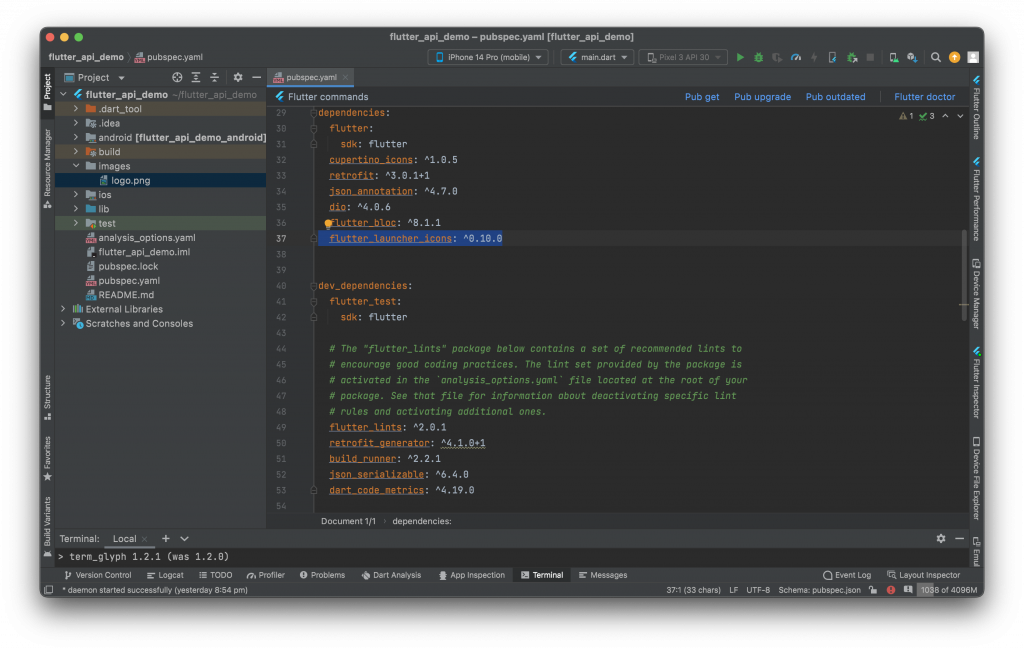 flutter_api_demo – pubspec.yaml [flutter_api_demo]
flutter_api_demo pubspec.yaml
iPhone 14 Pro (mobile) main.dart Pixel 3 API 30
Project
pubspec.yaml
Flutter commands Pub get Pub upgrade Pub outdated Flutter doctor
flutter_api_demo ~/flutter_api_demo
.dart_tool
.idea
android [flutter_api_demo_android]
build
images
logo.png
ios
lib
test
analysis_options.yaml
flutter_api_demo.iml
pubspec.lock
pubspec.yaml
README.md
External Libraries
Scratches and Consoles
1 3
29 dependencies:
30 flutter:
31 sdk: flutter
32 cupertino_icons: ^1.0.5
33 retrofit: ^3.0.1+1
34 json_annotation: ^4.7.0
35 dio: ^4.0.6
36 flutter_bloc: ^8.1.1
37 flutter_launcher_icons: ^0.10.0
38
39
40 dev_dependencies:
41 flutter_test:
42 sdk: flutter
43
44 # The "flutter_lints" package below contains a set of recommended lints to
45 # encourage good coding practices. The lint set provided by the package is
46 # activated in the `analysis_options.yaml` file located at the root of your
47 # package. See that file for information about deactivating specific lint
48 # rules and activating additional ones.
49 flutter_lints: ^2.0.1
50 retrofit_generator: ^4.1.0+1
51 build_runner: ^2.2.1
52 json_serializable: ^6.4.0
53 dart_code_metrics: ^4.19.0
54
Document 1/1 dependencies:
Project
Resource Manager
Structure
Favorites
Build Variants
Flutter Outline
Flutter Performance
Device Manager
Flutter Inspector
Device File Explorer
Emul
Terminal: Local
> term_glyph 1.2.1 (was 1.2.0)
Version Control Logcat TODO Profiler Problems Dart Analysis App Inspection Terminal Messages Event Log Layout Inspector
* daemon started successfully (yesterday 8:54 pm) 37:1 (33 chars) LF UTF-8 Schema: pubspec.json 1038 of 4096M